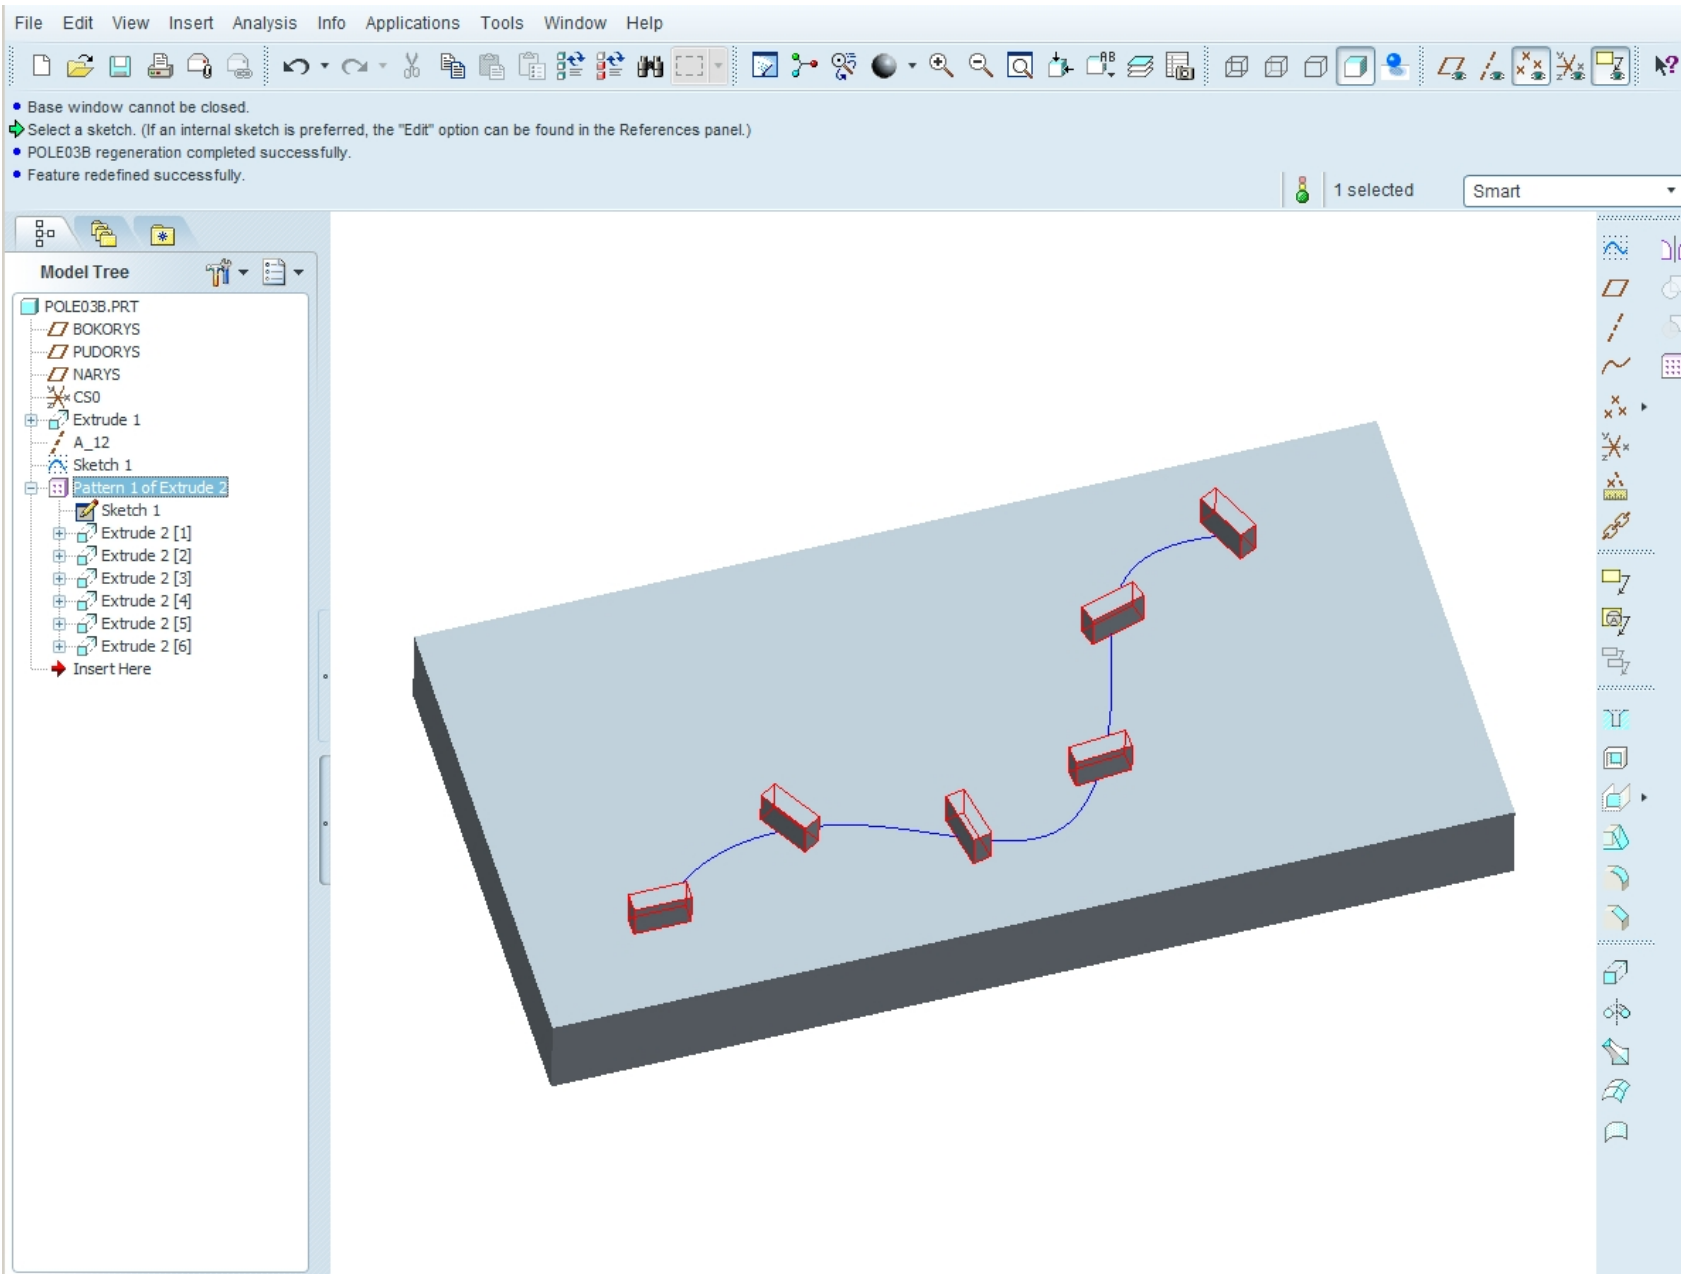 File Edit View Insert Analysis Info Applications Tools Window Help
Base window cannot be closed.
Select a sketch. (If an internal sketch is preferred, the "Edit" option can be found in the References panel.)
POLE03B regeneration completed successfully.
Feature redefined successfully.
1 selected
Smart
Model Tree
POLE03B.PRT
BOKORYS
PUDORYS
NARYS
CS0
Extrude 1
A_12
Sketch 1
Pattern 1 of Extrude 2
Sketch 1
Extrude 2 [1]
Extrude 2 [2]
Extrude 2 [3]
Extrude 2 [4]
Extrude 2 [5]
Extrude 2 [6]
Insert Here